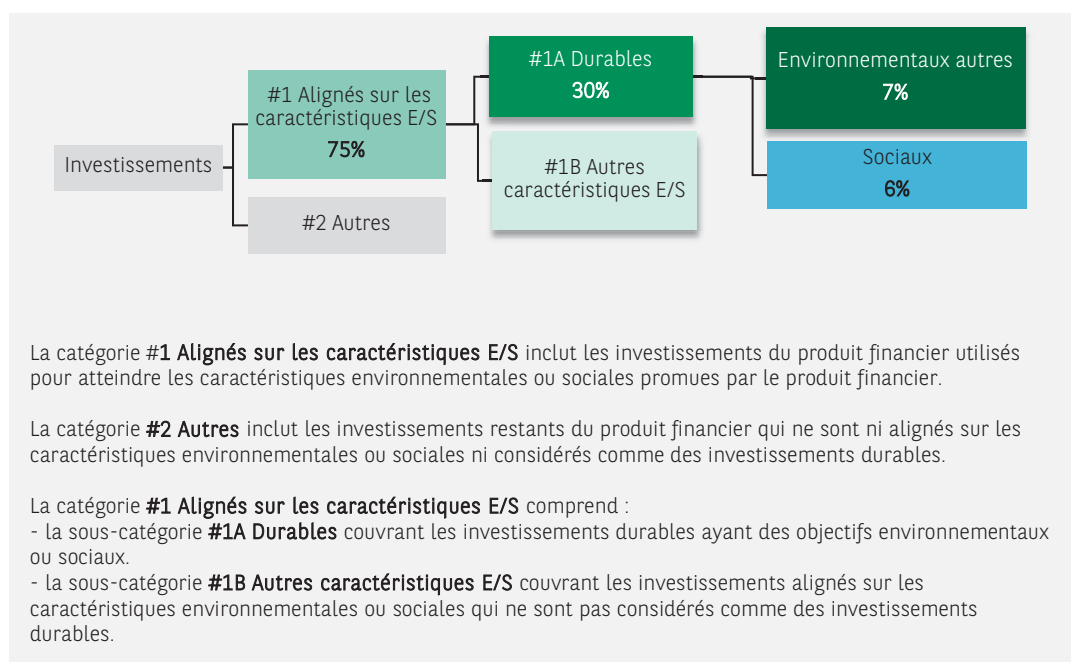 #1A Durables
30%
Environnementaux autres
7%
#1 Alignés sur les
caractéristiques E/S
75%
Investissements
#1B Autres
caractéristiques E/S
Sociaux
6%
#2 Autres
La catégorie #1 Alignés sur les caractéristiques E/S inclut les investissements du produit financier utilisés
pour atteindre les caractéristiques environnementales ou sociales promues par le produit financier.
La catégorie #2 Autres inclut les investissements restants du produit financier qui ne sont ni alignés sur les
caractéristiques environnementales ou sociales ni considérés comme des investissements durables.
La catégorie #1 Alignés sur les caractéristiques E/S comprend :
- la sous-catégorie #1A Durables couvrant les investissements durables ayant des objectifs environnementaux
ou sociaux.
- la sous-catégorie #1B Autres caractéristiques E/S couvrant les investissements alignés sur les
caractéristiques environnementales ou sociales qui ne sont pas considérés comme des investissements
durables.